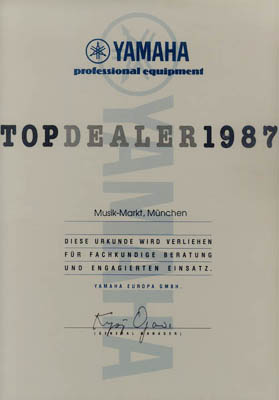 YAMAHA
professional equipment
TOPDEALER1987
YAMAHA
Musik-Markt, München
DIESE URKUNDE WIRD VERLIEHEN
FÜR FACHKUNDIGE BERATUNG
UND ENGAGIERTEN EINSATZ.
YAMAHA EUROPA GMBH.
(GENERAL MANAGER)